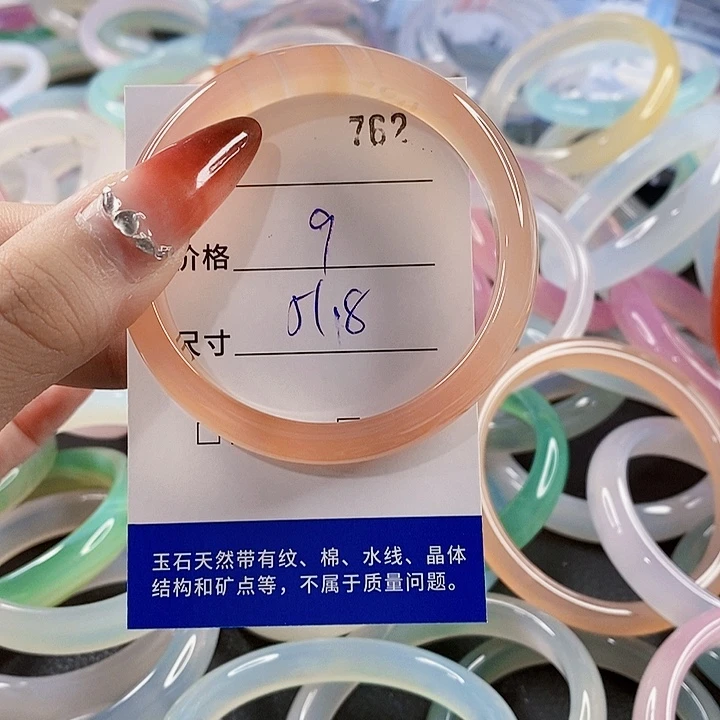 762
价格 9
尺寸 51.8
玉石天然带有纹、棉、水线、晶体
结构和矿点等，不属于质量问题。